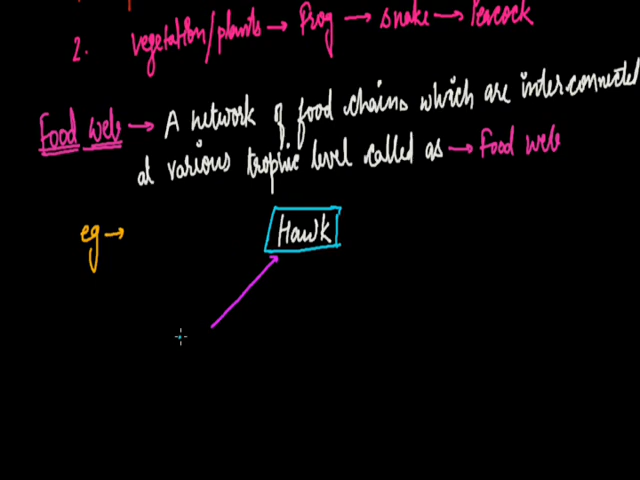 2. vegetation/plants → Frog → snake → Peacock
Food web → A network of food chains which are interconnected
at various trophic level called as → Food web
eg →
Hawk